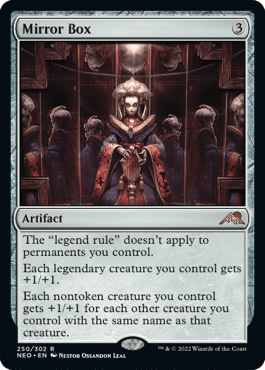 Mirror Box 3
Artifact
The “legend rule” doesn’t apply to
permanents you control.
Each legendary creature you control gets
+1/+1.
Each nontoken creature you control
gets +1/+1 for each other creature you
control with the same name as that
creature.
250/302 R
NEO • EN NESTOR OSSANDON LEAL ™ & © 2022 Wizards of the Coast